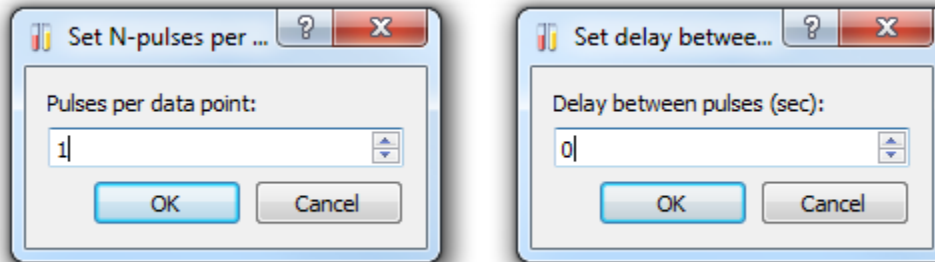 Set N-pulses per ...
Pulses per data point:
1
OK Cancel
Set delay betwee...
Delay between pulses (sec):
0
OK Cancel